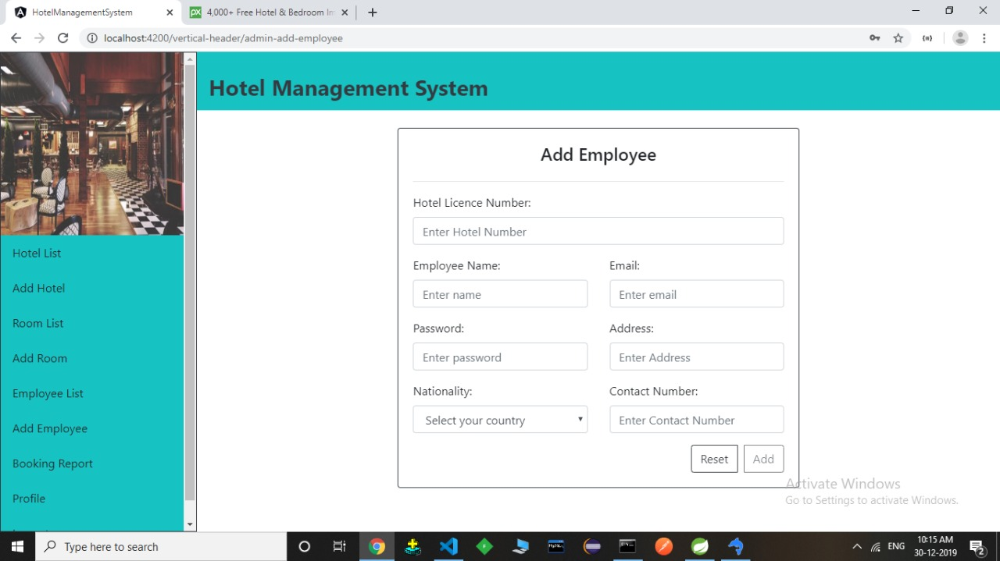 HotelManagementSystem
4,000+ Free Hotel & Bedroom Im
localhost:4200/vertical-header/admin-add-employee
Hotel Management System
Hotel List
Add Hotel
Room List
Add Room
Employee List
Add Employee
Booking Report
Profile
Add Employee
Hotel Licence Number:
Enter Hotel Number
Employee Name: Email:
Enter name Enter email
Password: Address:
Enter password Enter Address
Nationality: Contact Number:
Select your country Enter Contact Number
Reset Add
Activate Windows
Go to Settings to activate Windows.
Type here to search
ENG
10:15 AM
30-12-2019
2